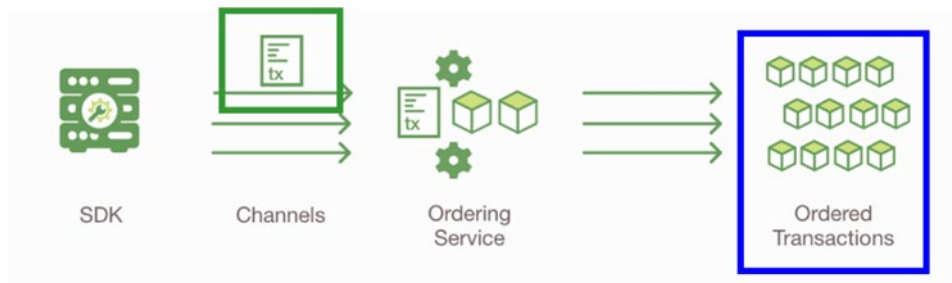 tx
tx
SDK
Channels
Ordering
Service
Ordered
Transactions